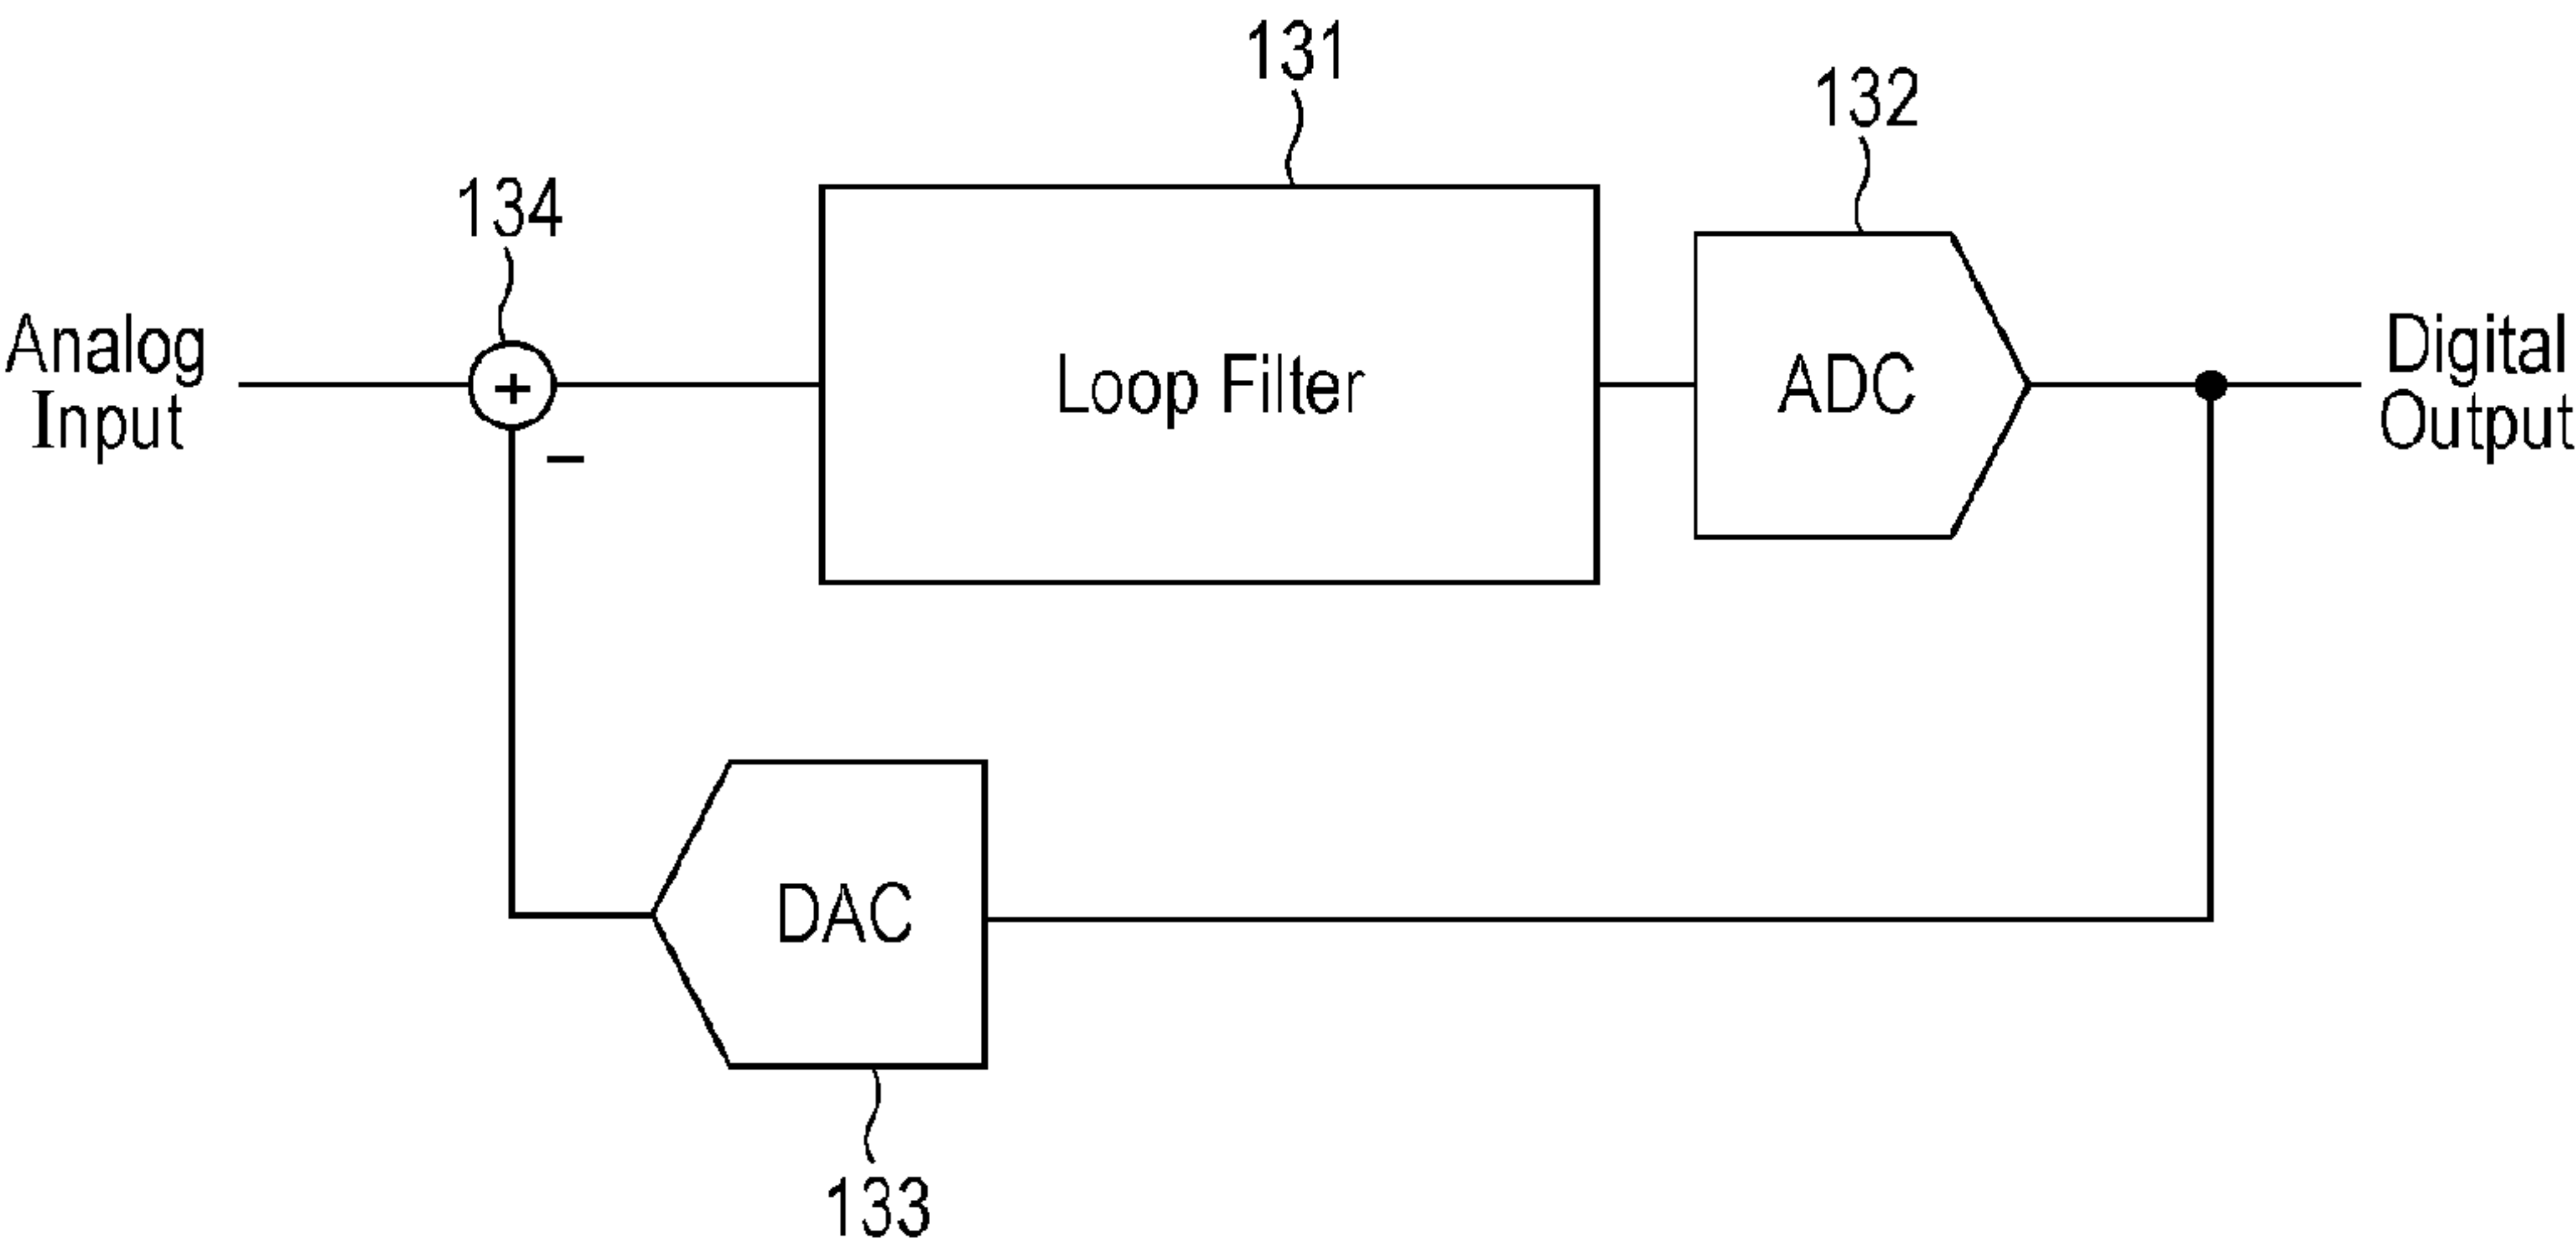 131
132
134
Analog
Input
+
−
Loop Filter
ADC
Digital
Output
DAC
133